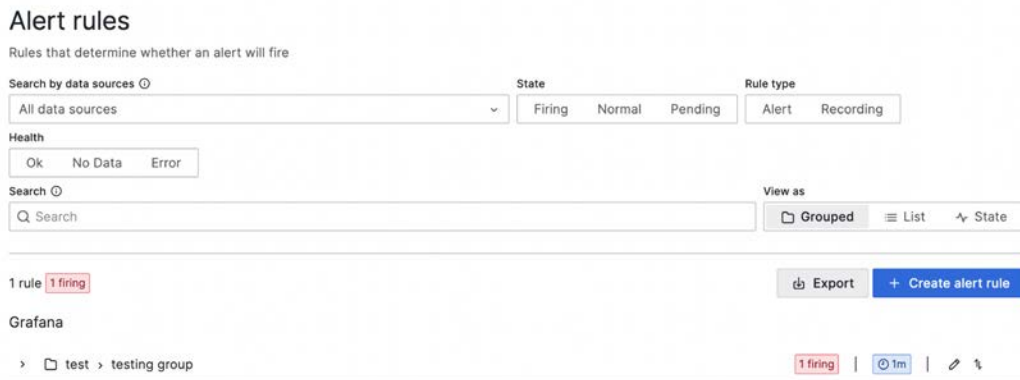 Alert rules
Rules that determine whether an alert will fire
Search by data sources State Rule type
All data sources Firing Normal Pending Alert Recording
Health
Ok No Data Error
Search View as
Search Grouped List State
1 rule 1 firing Export + Create alert rule
Grafana
> test > testing group 1 firing | 1m |